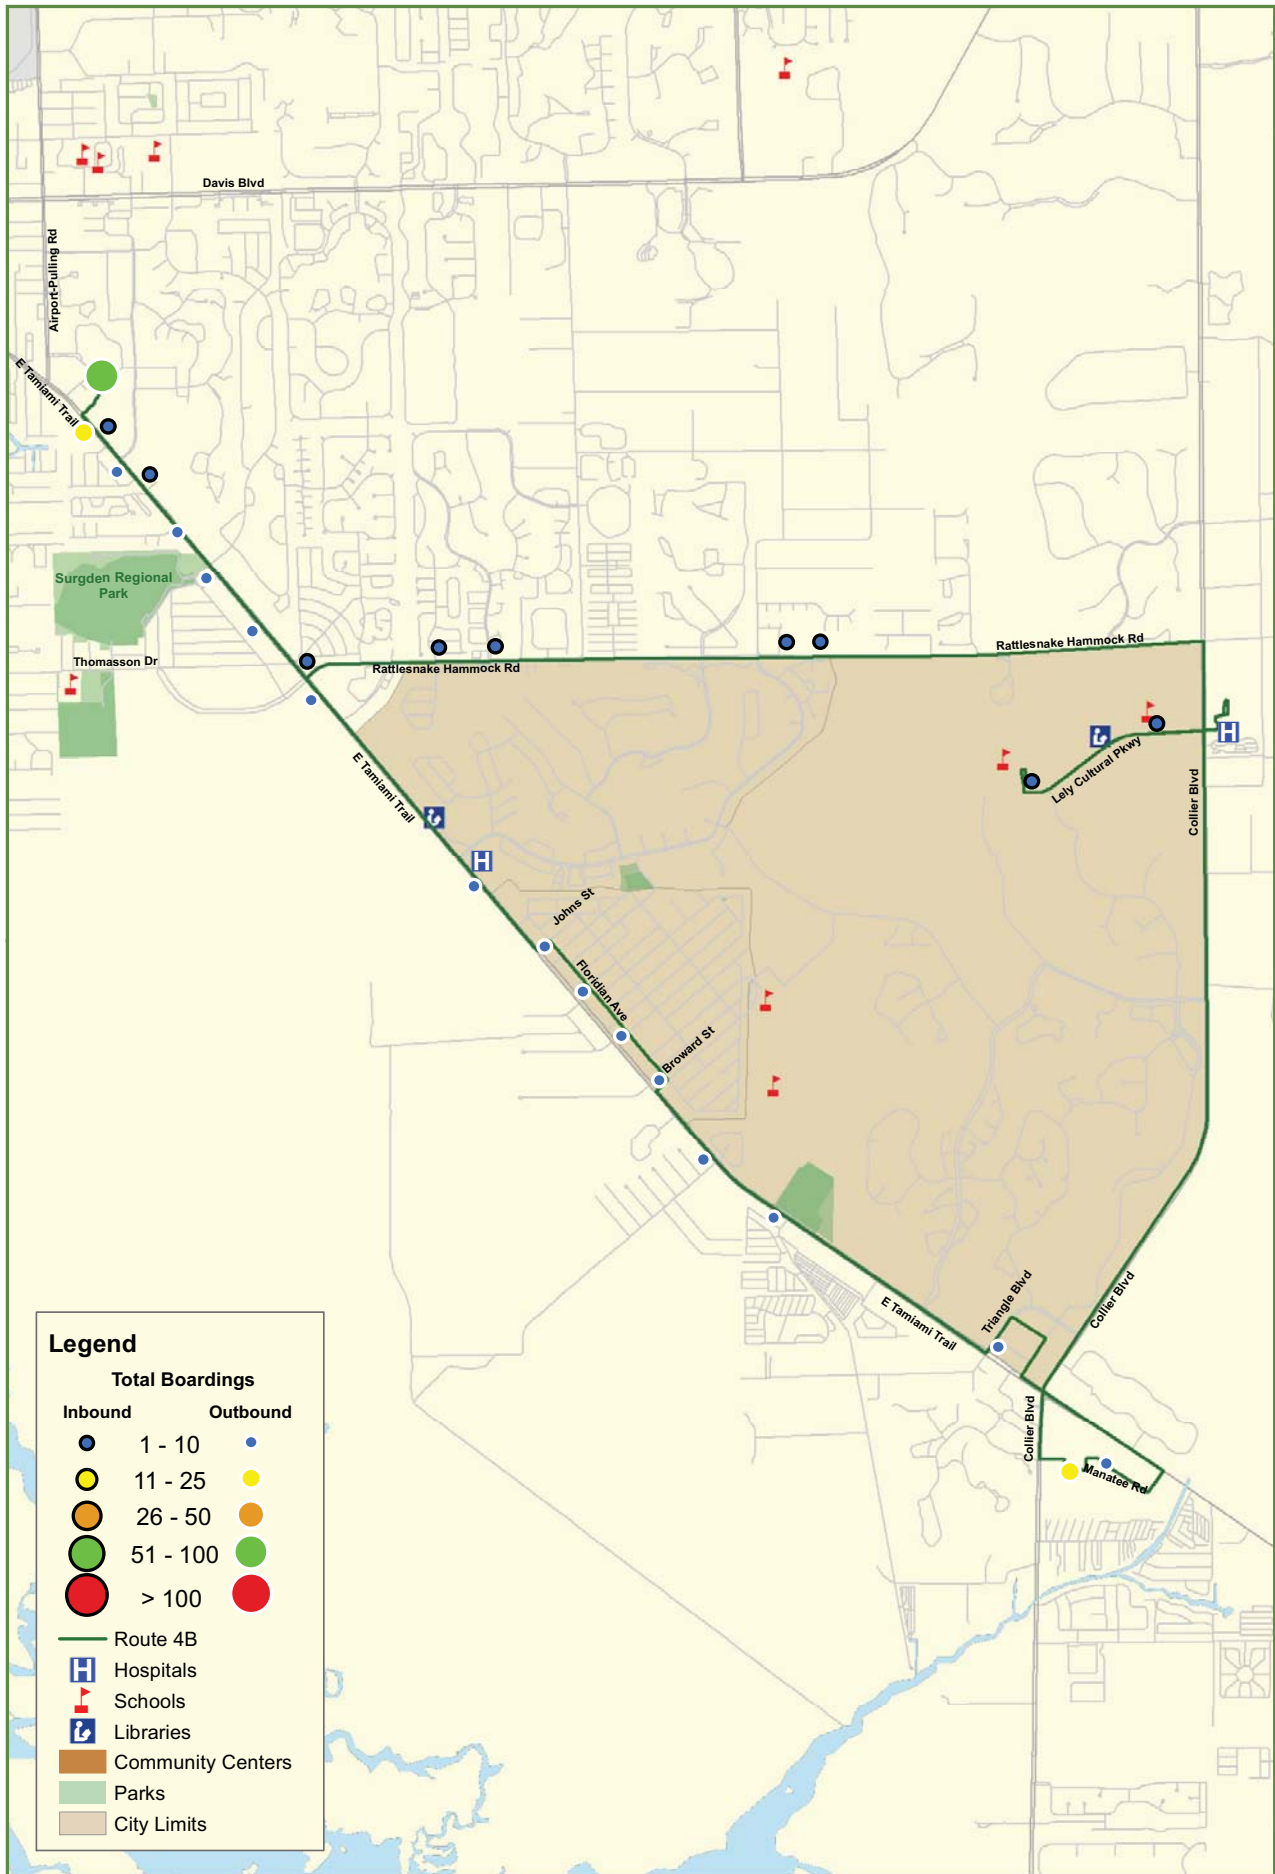 Davis Blvd
Airport-Pulling Rd
E Tamiami Trail
Surgden Regional
Park
Thomasson Dr
Rattlesnake Hammock Rd
Rattlesnake Hammock Rd
H
Lely Cultural Pkwy
Collier Blvd
E Tamiami Trail
H
Johns St
Floridian Ave
Broward St
Triangle Blvd
Collier Blvd
E Tamiami Trail
Collier Blvd
Manatee Rd
Legend
Total Boardings
Inbound Outbound
1 - 10
11 - 25
26 - 50
51 - 100
> 100
Route 4B
H Hospitals
Schools
Libraries
Community Centers
Parks
City Limits